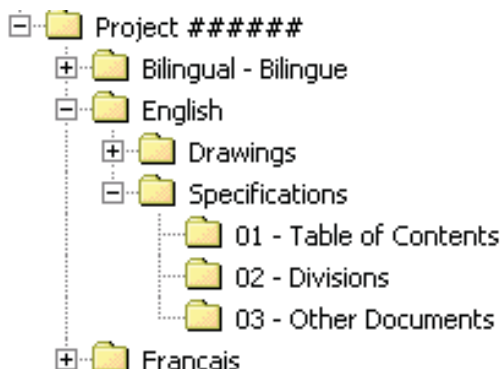 Project ######
Bilingual - Bilingue
English
Drawings
Specifications
01 - Table of Contents
02 - Divisions
03 - Other Documents
Francais